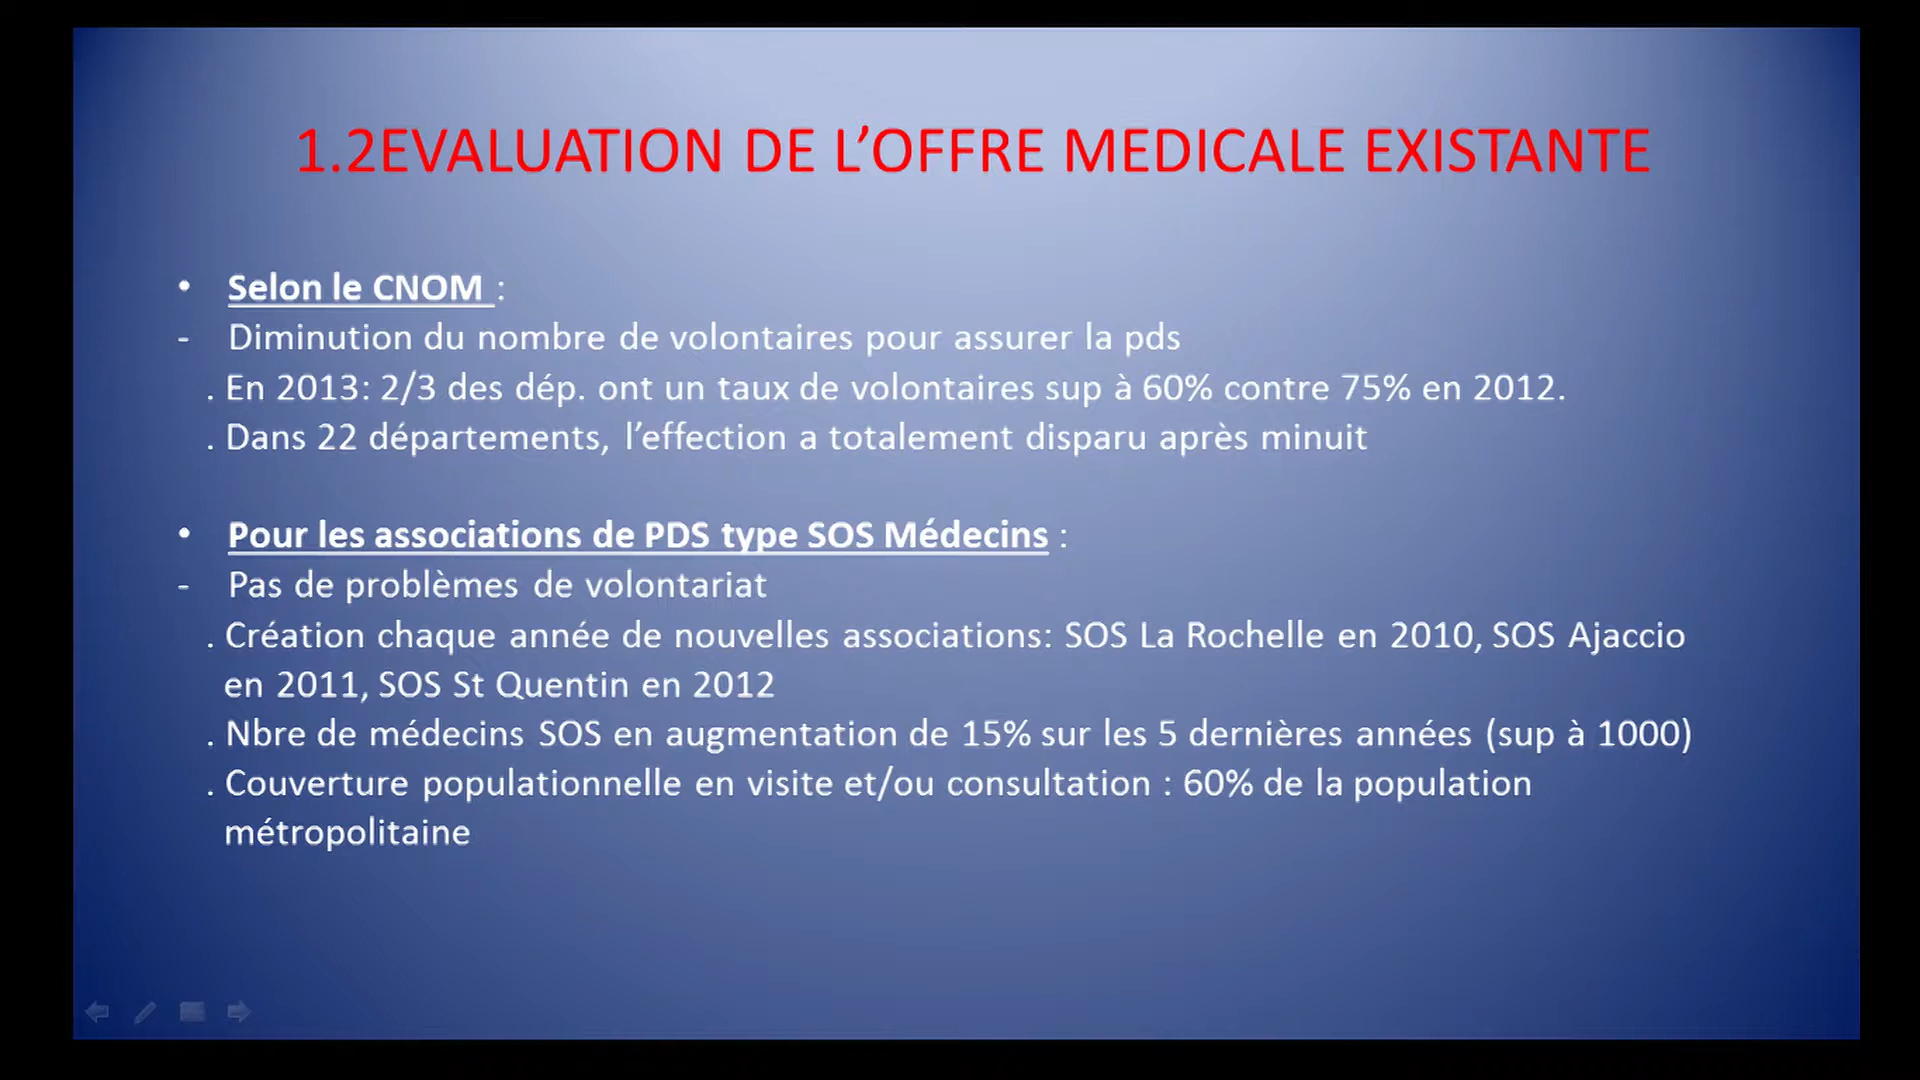 1.2EVALUATION DE L’OFFRE MEDICALE EXISTANTE
• Selon le CNOM :
- Diminution du nombre de volontaires pour assurer la pds
. En 2013: 2/3 des dép. ont un taux de volontaires sup à 60% contre 75% en 2012.
. Dans 22 départements, l’effection a totalement disparu après minuit
• Pour les associations de PDS type SOS Médecins :
- Pas de problèmes de volontariat
. Création chaque année de nouvelles associations: SOS La Rochelle en 2010, SOS Ajaccio
en 2011, SOS St Quentin en 2012
. Nbre de médecins SOS en augmentation de 15% sur les 5 dernières années (sup à 1000)
. Couverture populationnelle en visite et/ou consultation : 60% de la population
métropolitaine